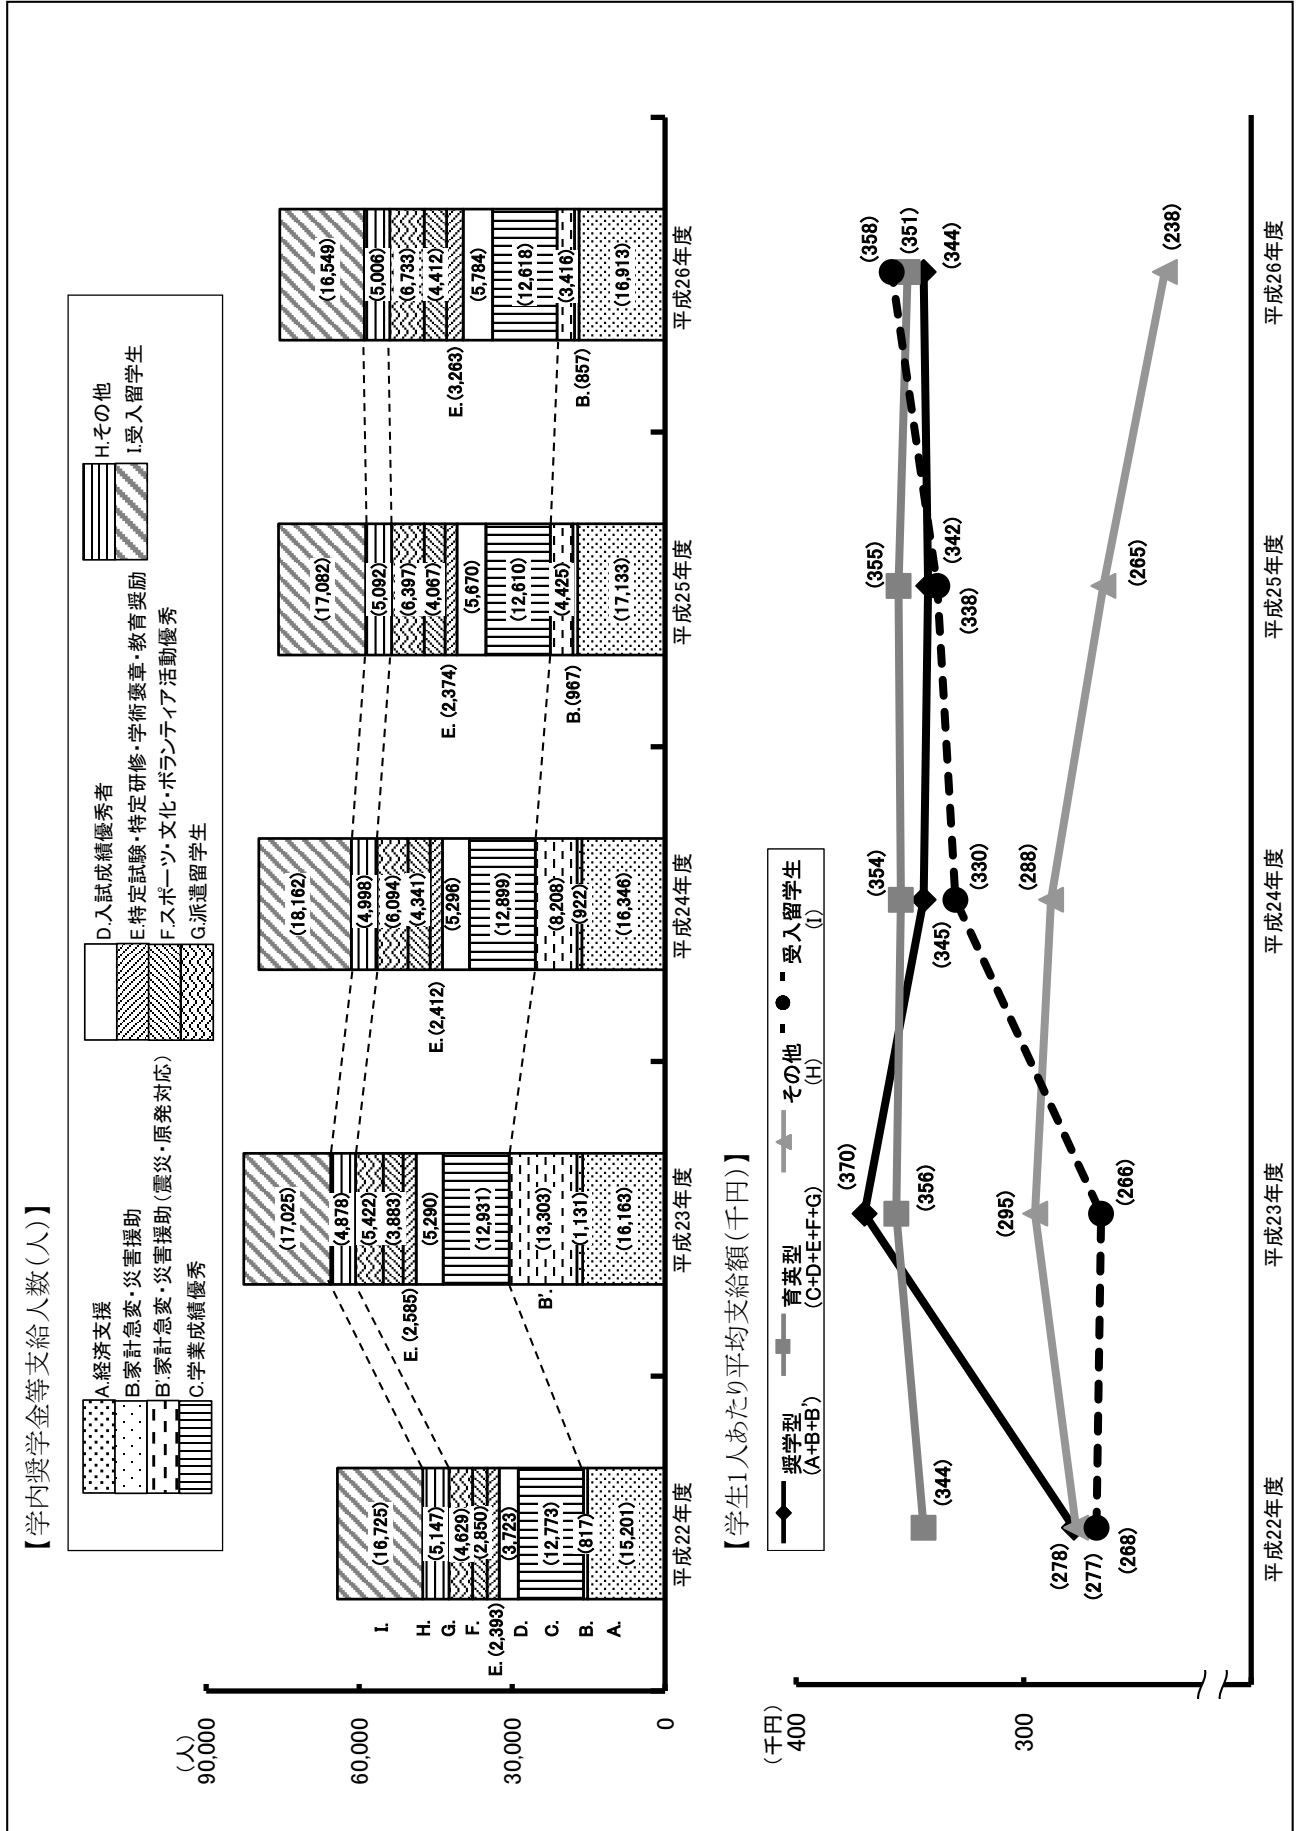 【学内奨学金等支給人数(人)】
A.経済支援
B.家計急変・災害援助
B'.家計急変・災害援助(震災・原発対応)
C.学業成績優秀
D.入試成績優秀者
E.特定試験・特定研修・学術褒章・教育奨励
F.スポーツ・文化・ボランティア活動優秀
G.派遣留学生
H.その他
I.受入留学生
(人)
90,000
60,000
30,000
0
I.
H.
G.
F.
E. (2,393)
D.
C.
B.
A.
(16,725)
(5,147)
(4,629)
(2,850)
(3,723)
(12,773)
(817)
(15,201)
平成22年度
(17,025)
(4,878)
(5,422)
(3,883)
E. (2,585)
(5,290)
(12,931)
B'.
(13,303)
(1,131)
(16,163)
平成23年度
(18,162)
(4,998)
(6,094)
(4,341)
E.(2,412)
(5,296)
(12,899)
(8,208)
(922)
(16,346)
平成24年度
(17,082)
(5,092)
(6,397)
(4,067)
E. (2,374)
(5,670)
(12,610)
(4,425)
B.(967)
(17,133)
平成25年度
(16,549)
(5,006)
(6,733)
(4,412)
E.(3,263)
(5,784)
(12,618)
(3,416)
B.(857)
(16,913)
平成26年度
【学生1人あたり平均支給額(千円)】
奨学型
(A+B+B')
育英型
(C+D+E+F+G)
その他
(H)
受入留学生
(I)
(千円)
400
300
(344)
(278)
(277)
(268)
(370)
(356)
(295)
(266)
(354)
(345)
(330)
(288)
(355)
(342)
(338)
(265)
(358)
(351)
(344)
(238)
平成22年度
平成23年度
平成24年度
平成25年度
平成26年度